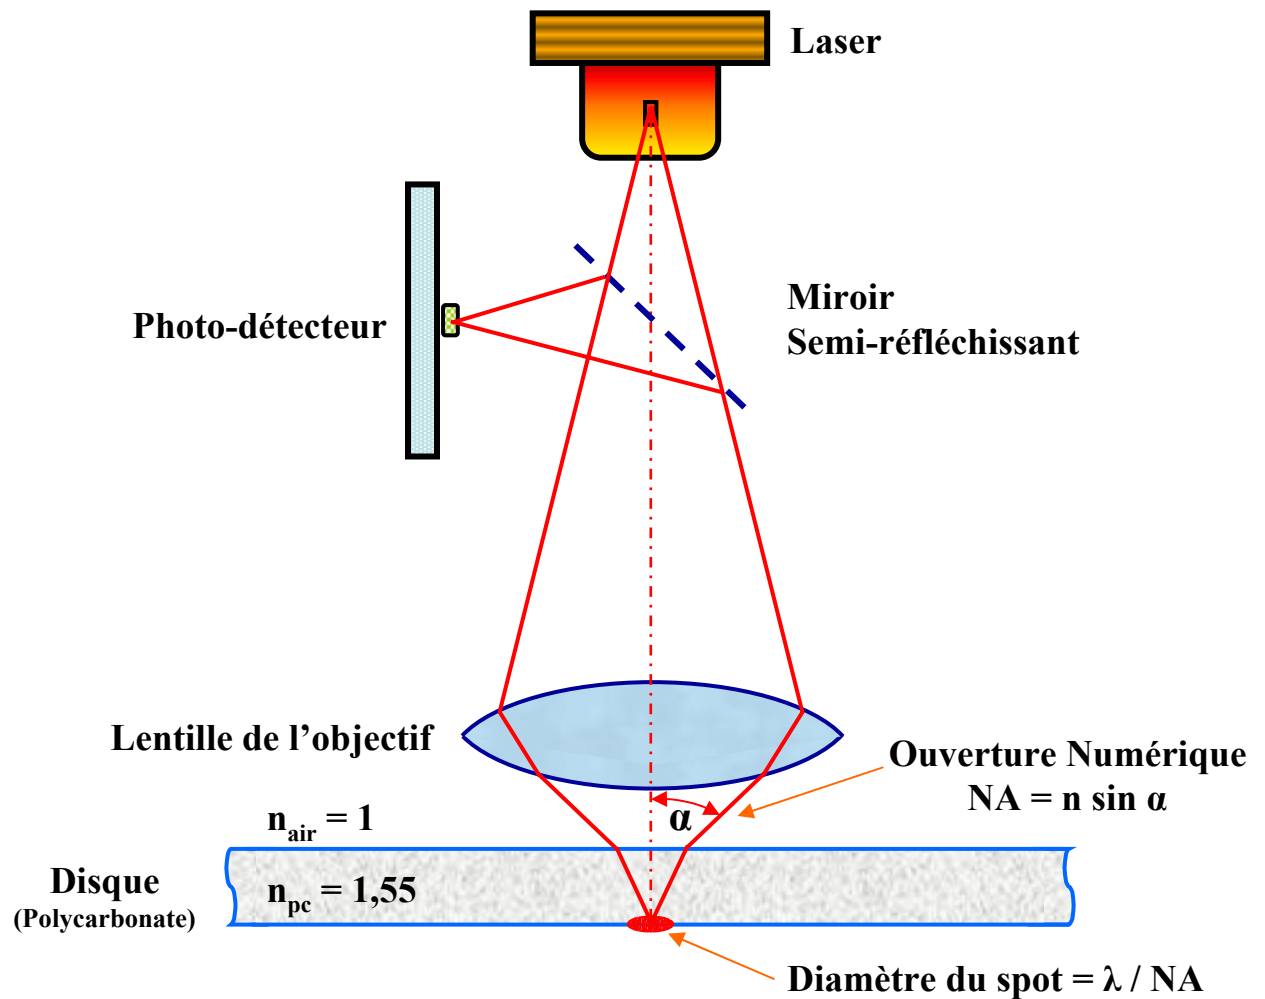 Laser
Miroir
Semi-réfléchissant
Photo-détecteur
Lentille de l’objectif
Ouverture Numérique
NA = n sin α
α
n_air = 1
Disque
(Polycarbonate)
n_pc = 1,55
Diamètre du spot = λ / NA